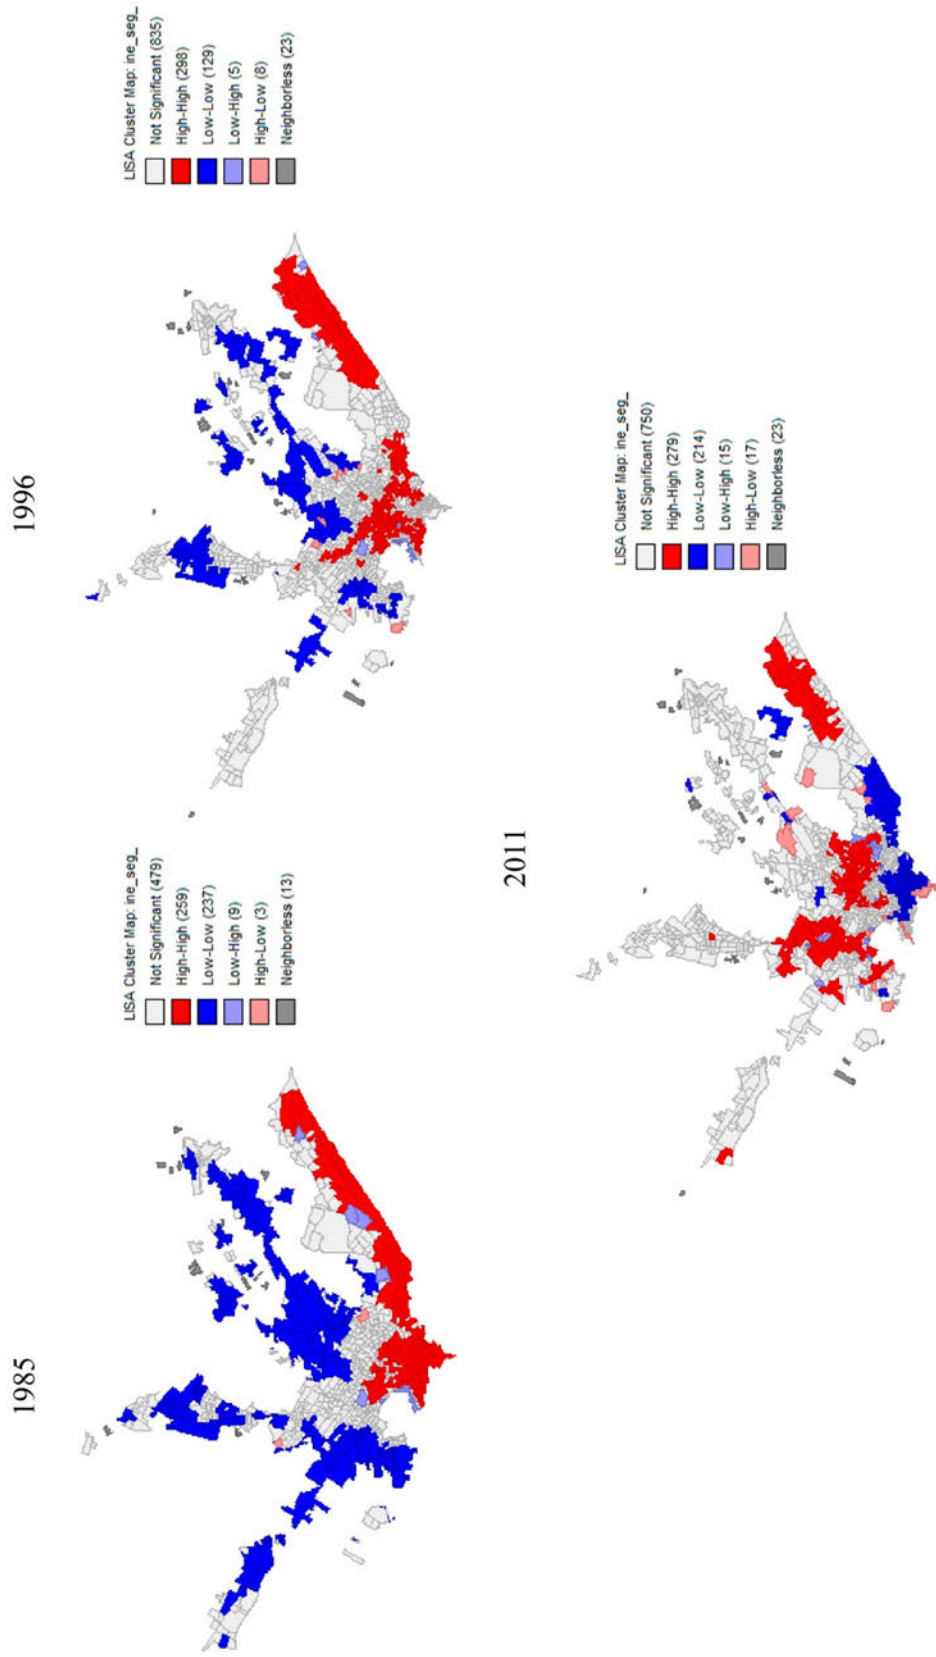 1985
LISA Cluster Map: ine_seg_
Not Significant (479)
High-High (259)
Low-Low (237)
Low-High (9)
High-Low (3)
Neighborless (13)
1996
LISA Cluster Map: ine_seg_
Not Significant (835)
High-High (298)
Low-Low (129)
Low-High (5)
High-Low (8)
Neighborless (23)
2011
LISA Cluster Map: ine_seg_
Not Significant (750)
High-High (279)
Low-Low (214)
Low-High (15)
High-Low (17)
Neighborless (23)